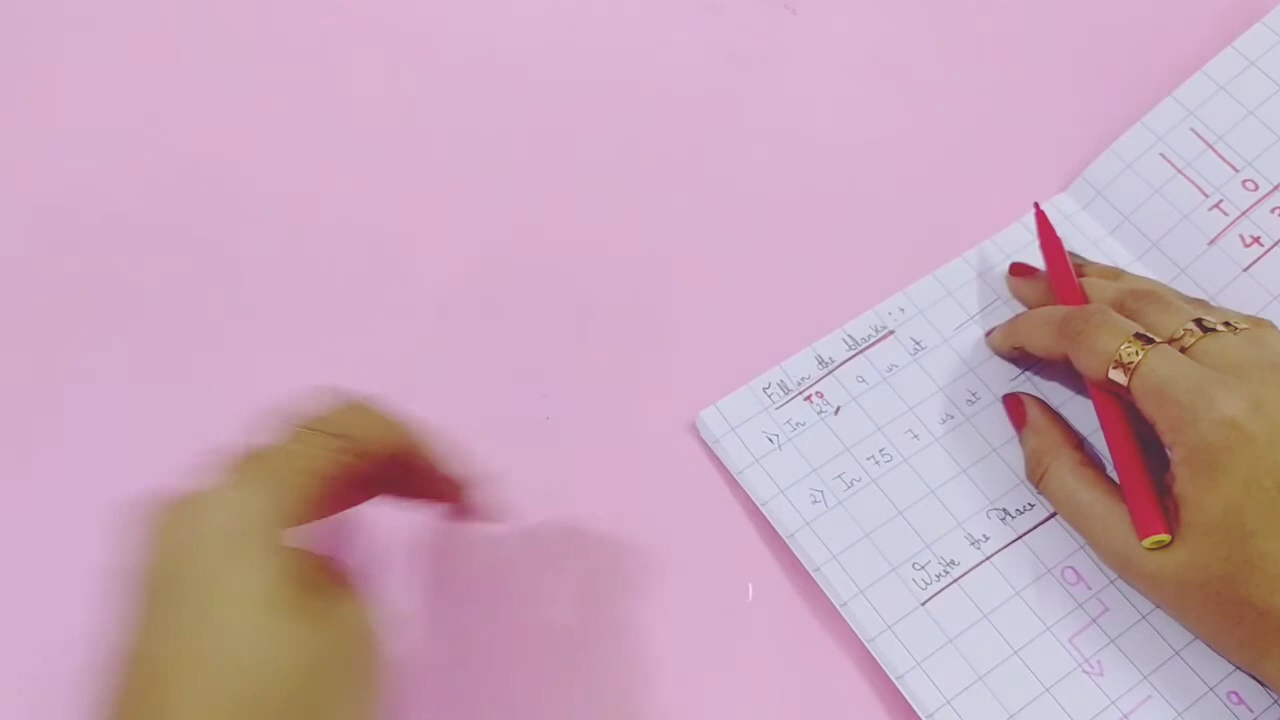 Fill in the blanks :-
TO
1) In 29 9 is at
2) In 75 7 is at
Write the Place
9
9
T O
4